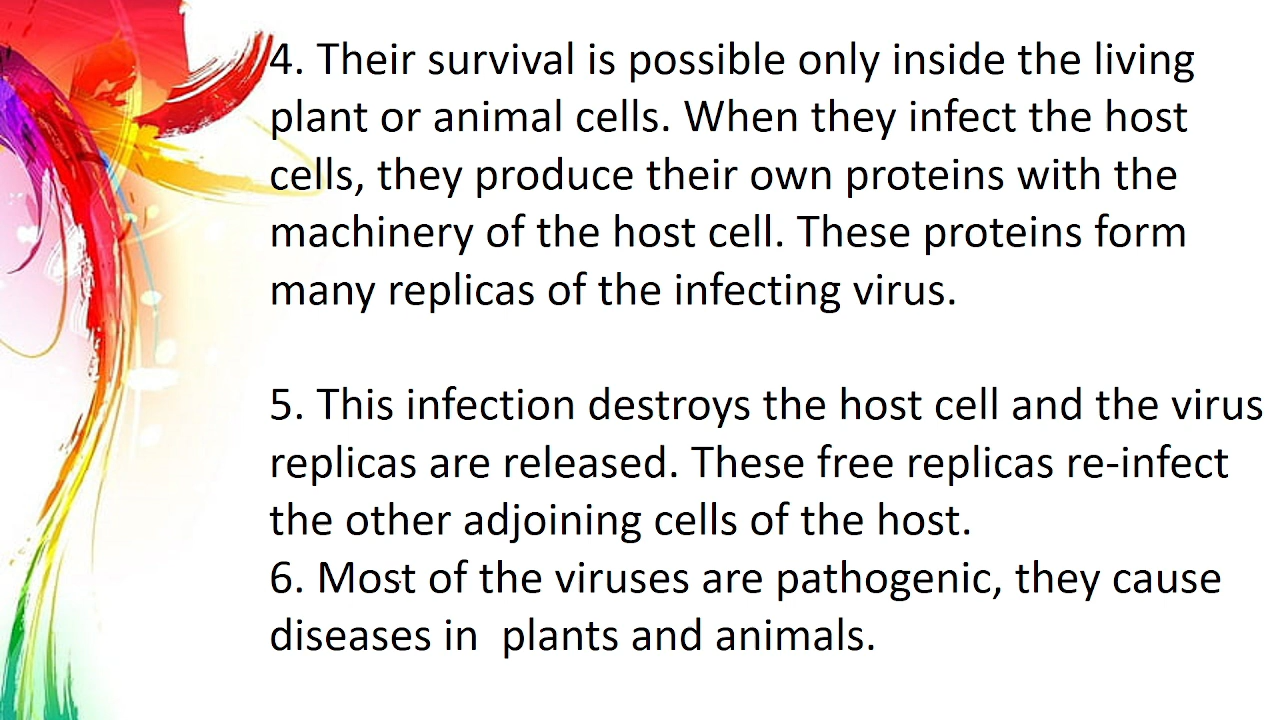 4. Their survival is possible only inside the living
plant or animal cells. When they infect the host
cells, they produce their own proteins with the
machinery of the host cell. These proteins form
many replicas of the infecting virus.
5. This infection destroys the host cell and the virus
replicas are released. These free replicas re-infect
the other adjoining cells of the host.
6. Most of the viruses are pathogenic, they cause
diseases in  plants and animals.